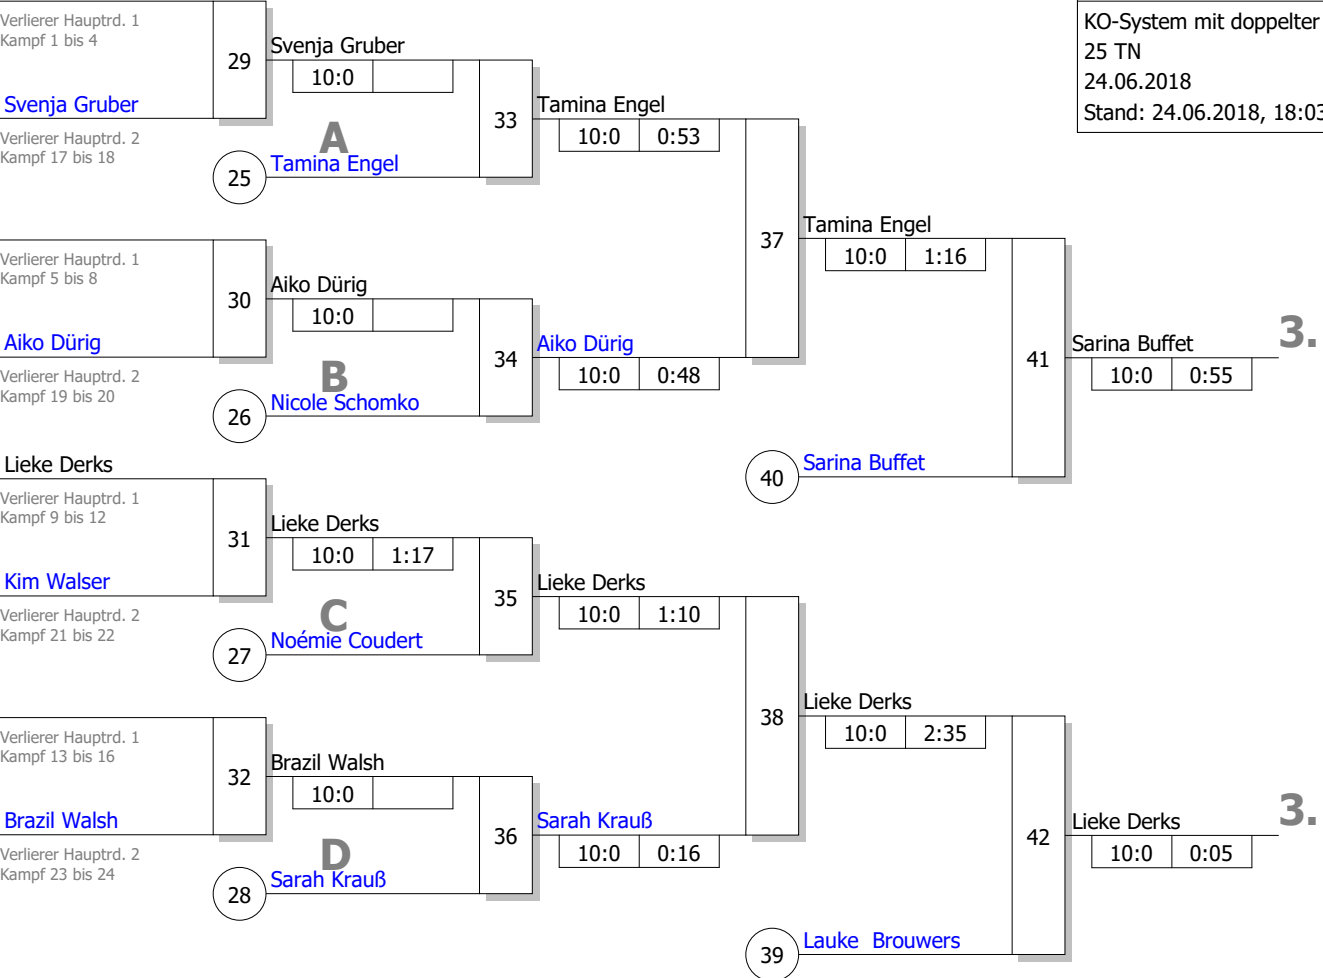 Verlierer Hauptrd. 1
Kampf 1 bis 4
29
Svenja Gruber
10:0
Svenja Gruber
Verlierer Hauptrd. 2
Kampf 17 bis 18
A
25
Tamina Engel
33
Tamina Engel
10:0 0:53
KO-System mit doppelter
25 TN
24.06.2018
Stand: 24.06.2018, 18:03
Verlierer Hauptrd. 1
Kampf 5 bis 8
30
Aiko Dürig
10:0
Aiko Dürig
Verlierer Hauptrd. 2
Kampf 19 bis 20
B
26
Nicole Schomko
34
Aiko Dürig
10:0 0:48
37
Tamina Engel
10:0 1:16
40
Sarina Buffet
41
Sarina Buffet
10:0 0:55
3.
Lieke Derks
Verlierer Hauptrd. 1
Kampf 9 bis 12
31
Lieke Derks
10:0 1:17
Kim Walser
Verlierer Hauptrd. 2
Kampf 21 bis 22
C
27
Noémie Coudert
35
Lieke Derks
10:0 1:10
Verlierer Hauptrd. 1
Kampf 13 bis 16
32
Brazil Walsh
10:0
Brazil Walsh
Verlierer Hauptrd. 2
Kampf 23 bis 24
D
28
Sarah Krauß
36
Sarah Krauß
10:0 0:16
38
Lieke Derks
10:0 2:35
39
Lauke Brouwers
42
Lieke Derks
10:0 0:05
3.